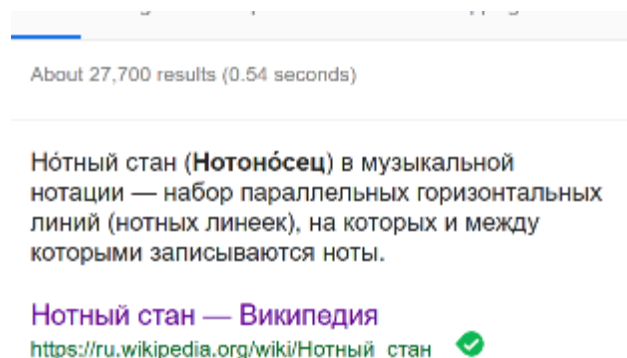 About 27,700 results (0.54 seconds)
Но́тный стан (Нотоно́сец) в музыкальной
нотации — набор параллельных горизонтальных
линий (нотных линеек), на которых и между
которыми записываются ноты.
Нотный стан — Википедия
https://ru.wikipedia.org/wiki/Нотный_стан